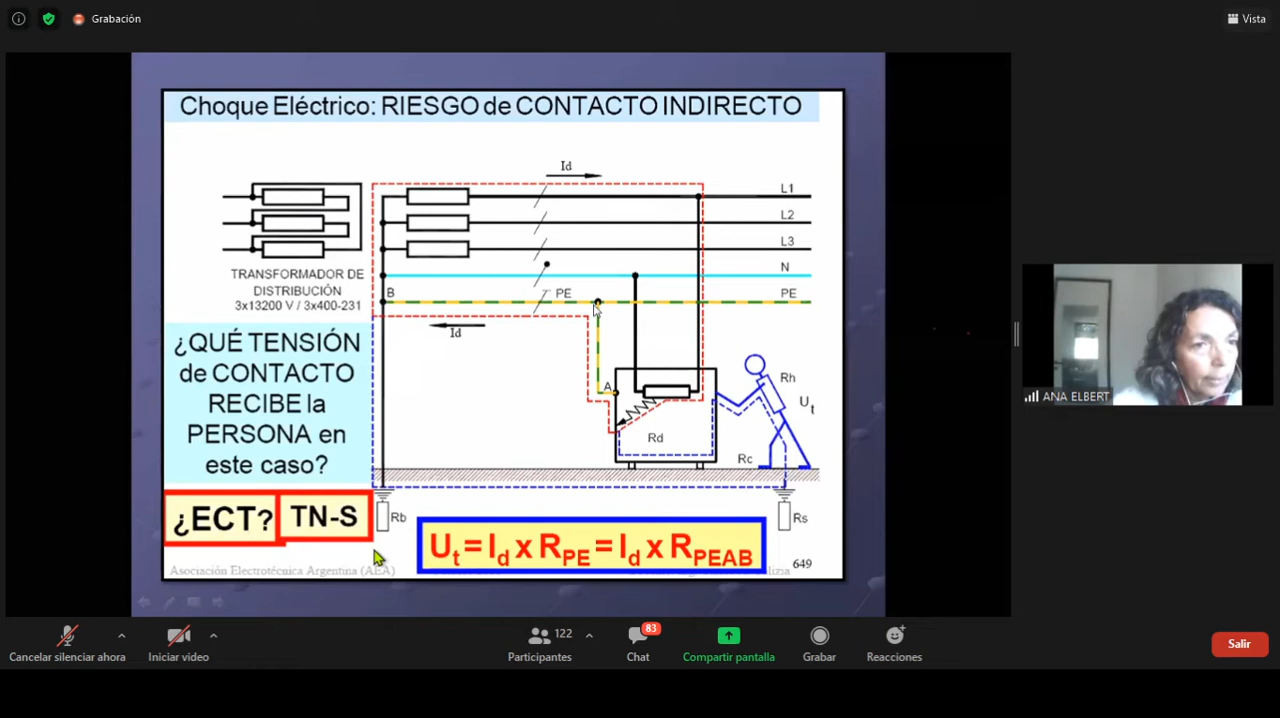 Grabación
Vista
Choque Eléctrico: RIESGO de CONTACTO INDIRECTO
Id
L1
L2
L3
N
PE
PE
B
TRANSFORMADOR DE
DISTRIBUCIÓN
3x13200 V / 3x400-231
Id
¿QUÉ TENSIÓN
de CONTACTO
RECIBE la
PERSONA en
este caso?
A
Rd
Rh
Ut
Rc
Rb
Rs
¿ECT?
TN-S
Ut = Id x RPE = Id x RPEAB
649
Asociación Electrotécnica Argentina (AEA)
ANA ELBERT
Cancelar silenciar ahora
Iniciar video
122
Participantes
83
Chat
Compartir pantalla
Grabar
Reacciones
Salir